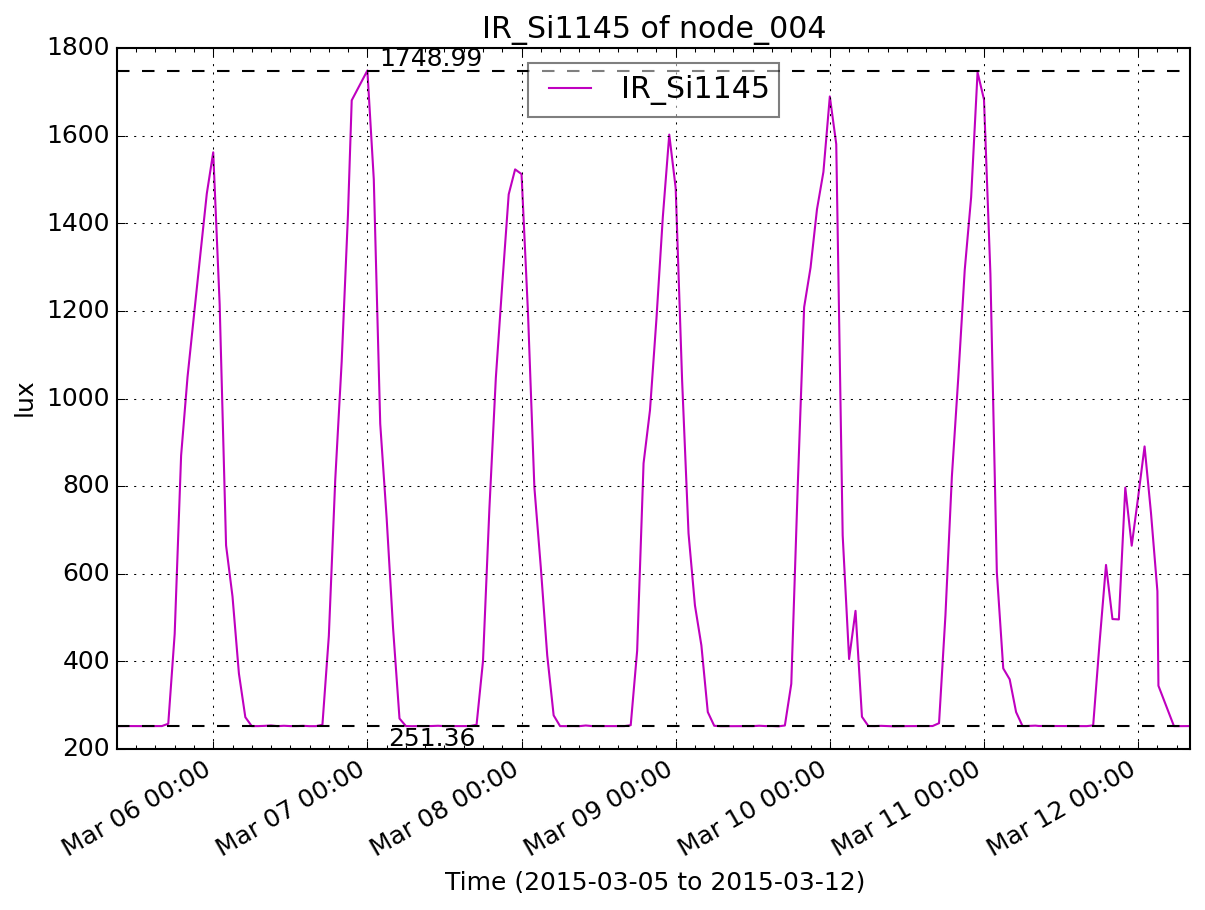 IR_Si1145 of node_004
1800
1748.99
IR_Si1145
1600
1400
1200
1000
lux
800
600
400
251.36
200
Mar 06 00:00
Mar 07 00:00
Mar 08 00:00
Mar 09 00:00
Mar 10 00:00
Mar 11 00:00
Mar 12 00:00
Time (2015-03-05 to 2015-03-12)